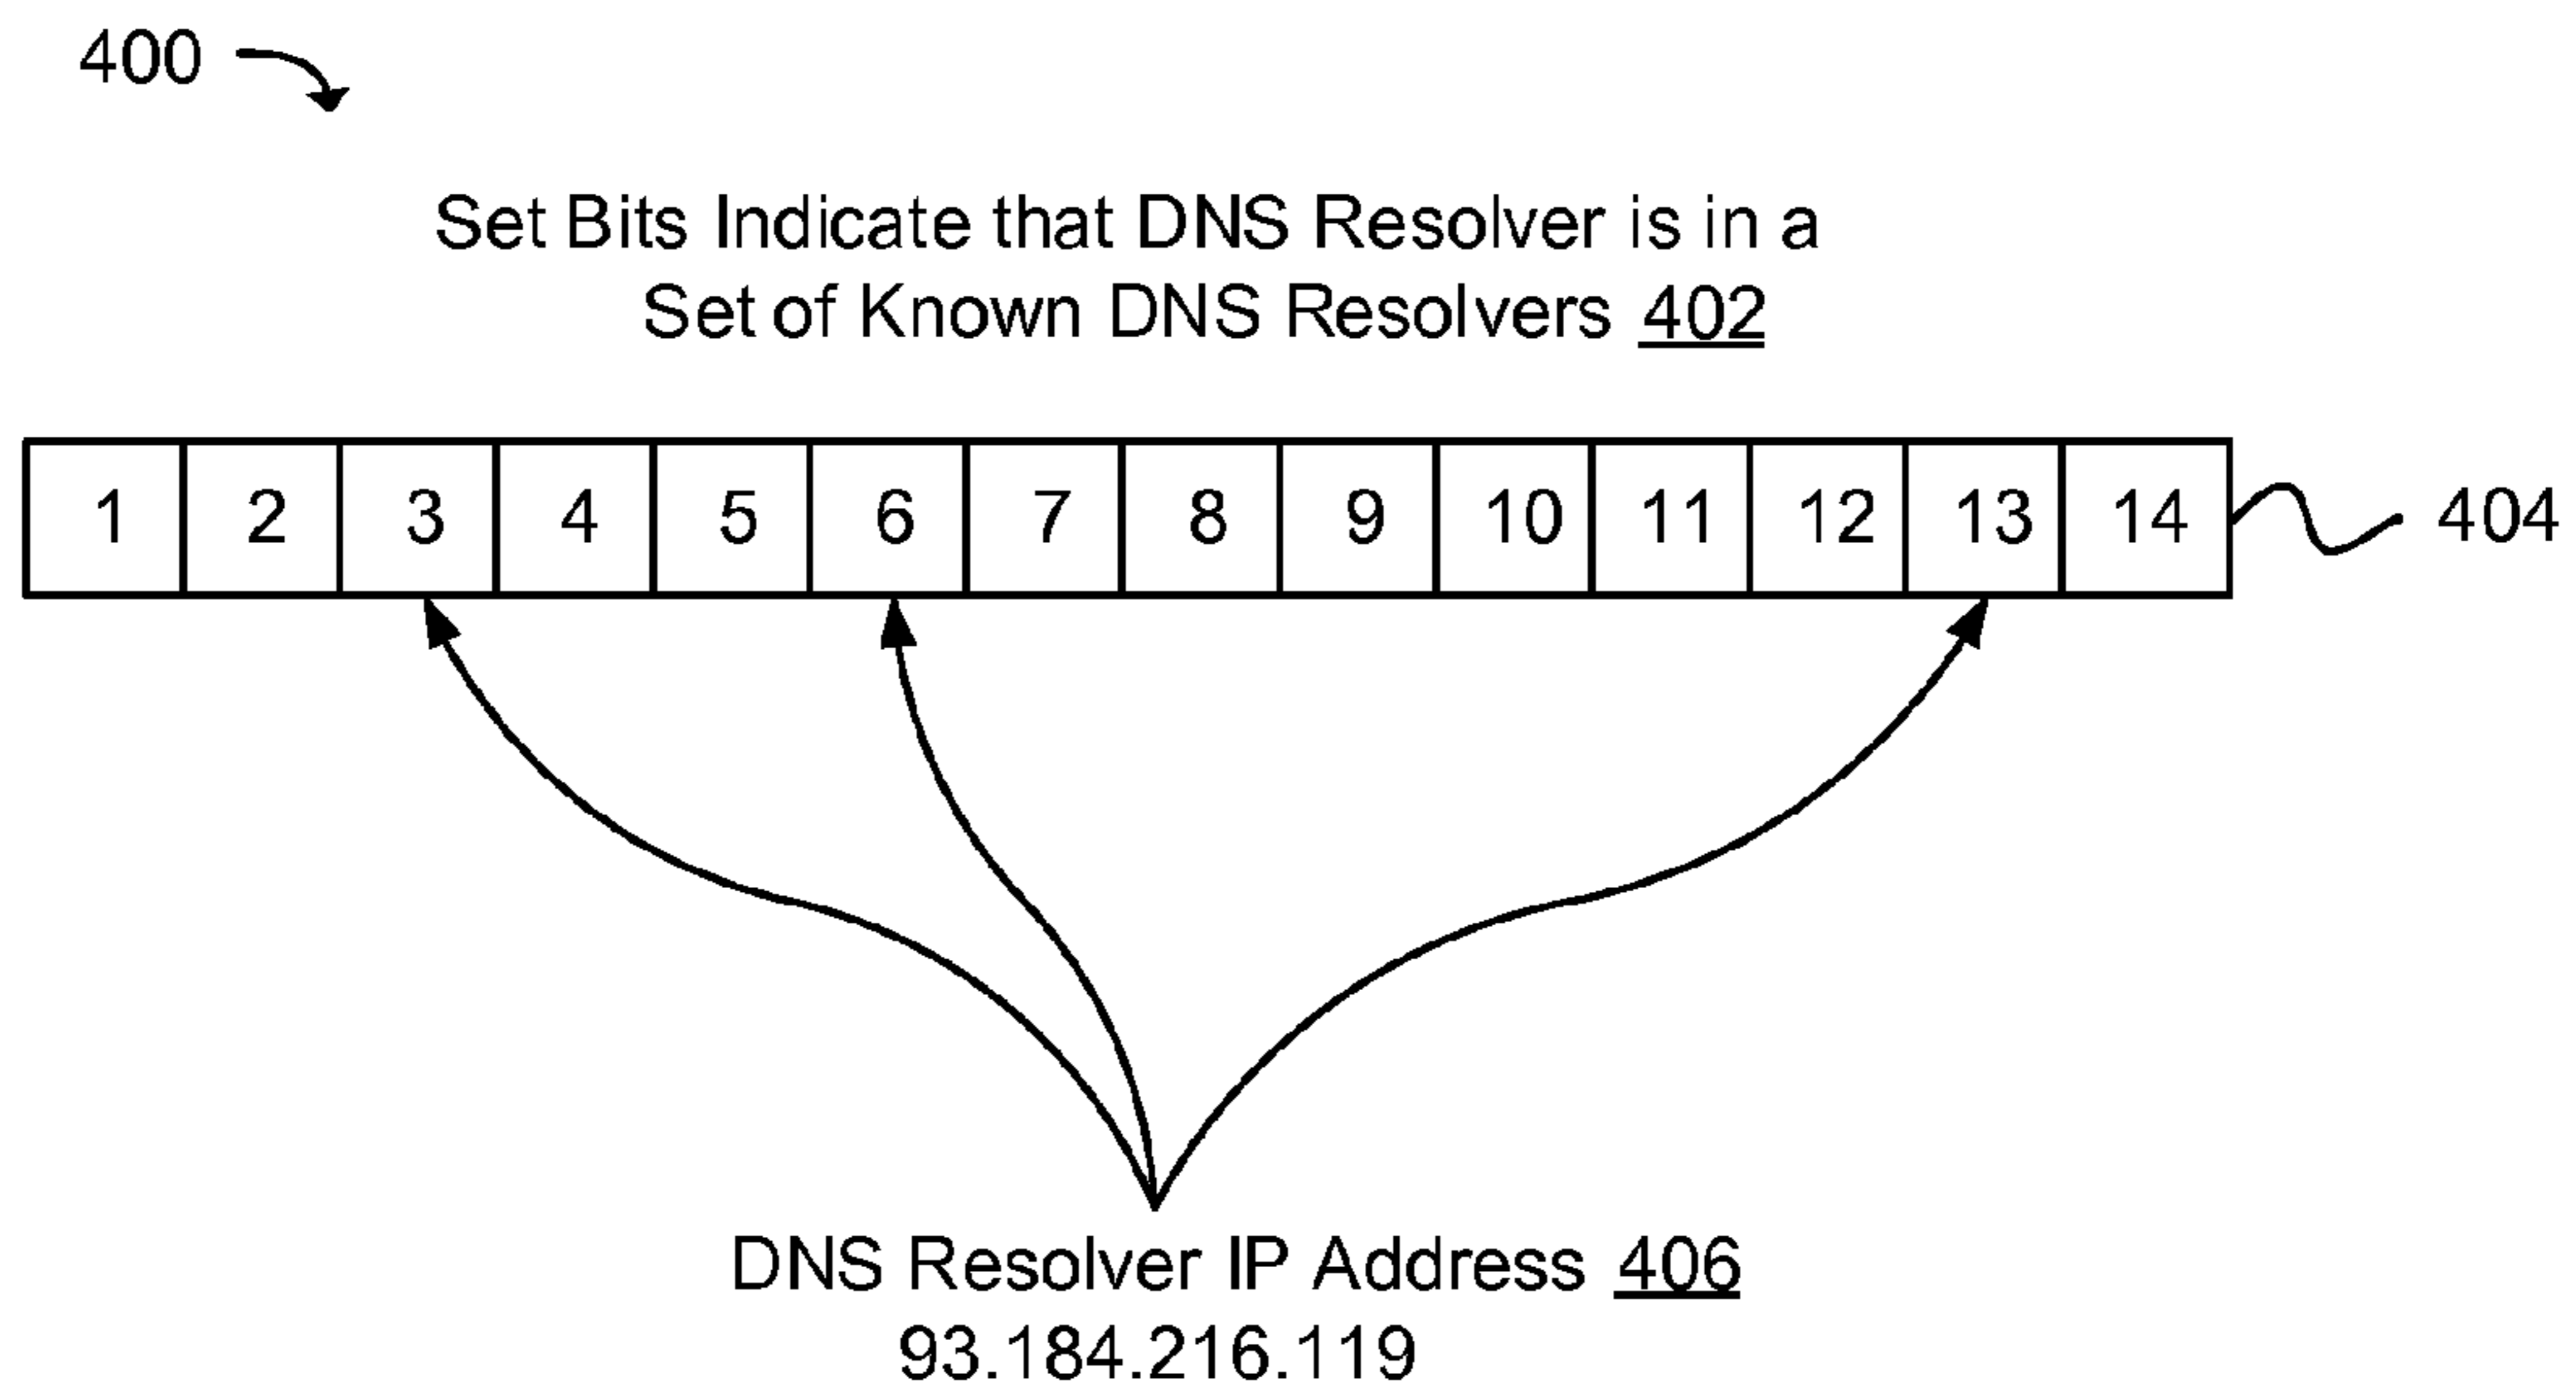 400
Set Bits Indicate that DNS Resolver is in a
Set of Known DNS Resolvers 402
1 2 3 4 5 6 7 8 9 10 11 12 13 14 404
DNS Resolver IP Address 406
93.184.216.119